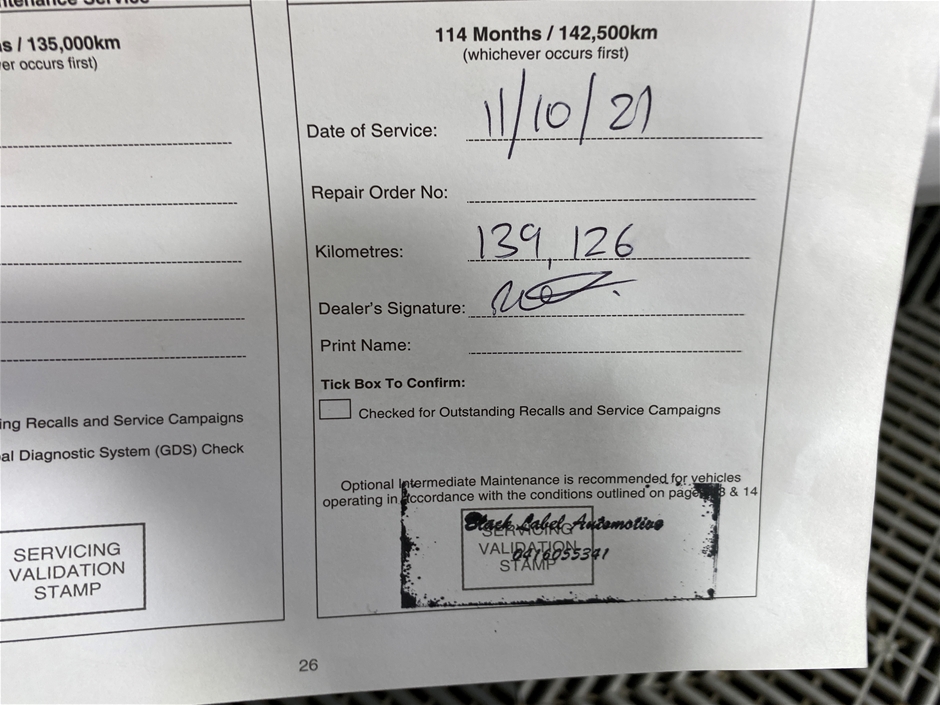 s / 135,000km
er occurs first)
ing Recalls and Service Campaigns
al Diagnostic System (GDS) Check
SERVICING
VALIDATION
STAMP
114 Months / 142,500km
(whichever occurs first)
Date of Service: 11/10/21
Repair Order No:
Kilometres: 139,126
Dealer's Signature:
Print Name:
Tick Box To Confirm:
Checked for Outstanding Recalls and Service Campaigns
Optional Intermediate Maintenance is recommended for vehicles
operating in accordance with the conditions outlined on pages & 14
Black Label Automotive
SERVICING
VALIDATION
0416055341
STAMP
26